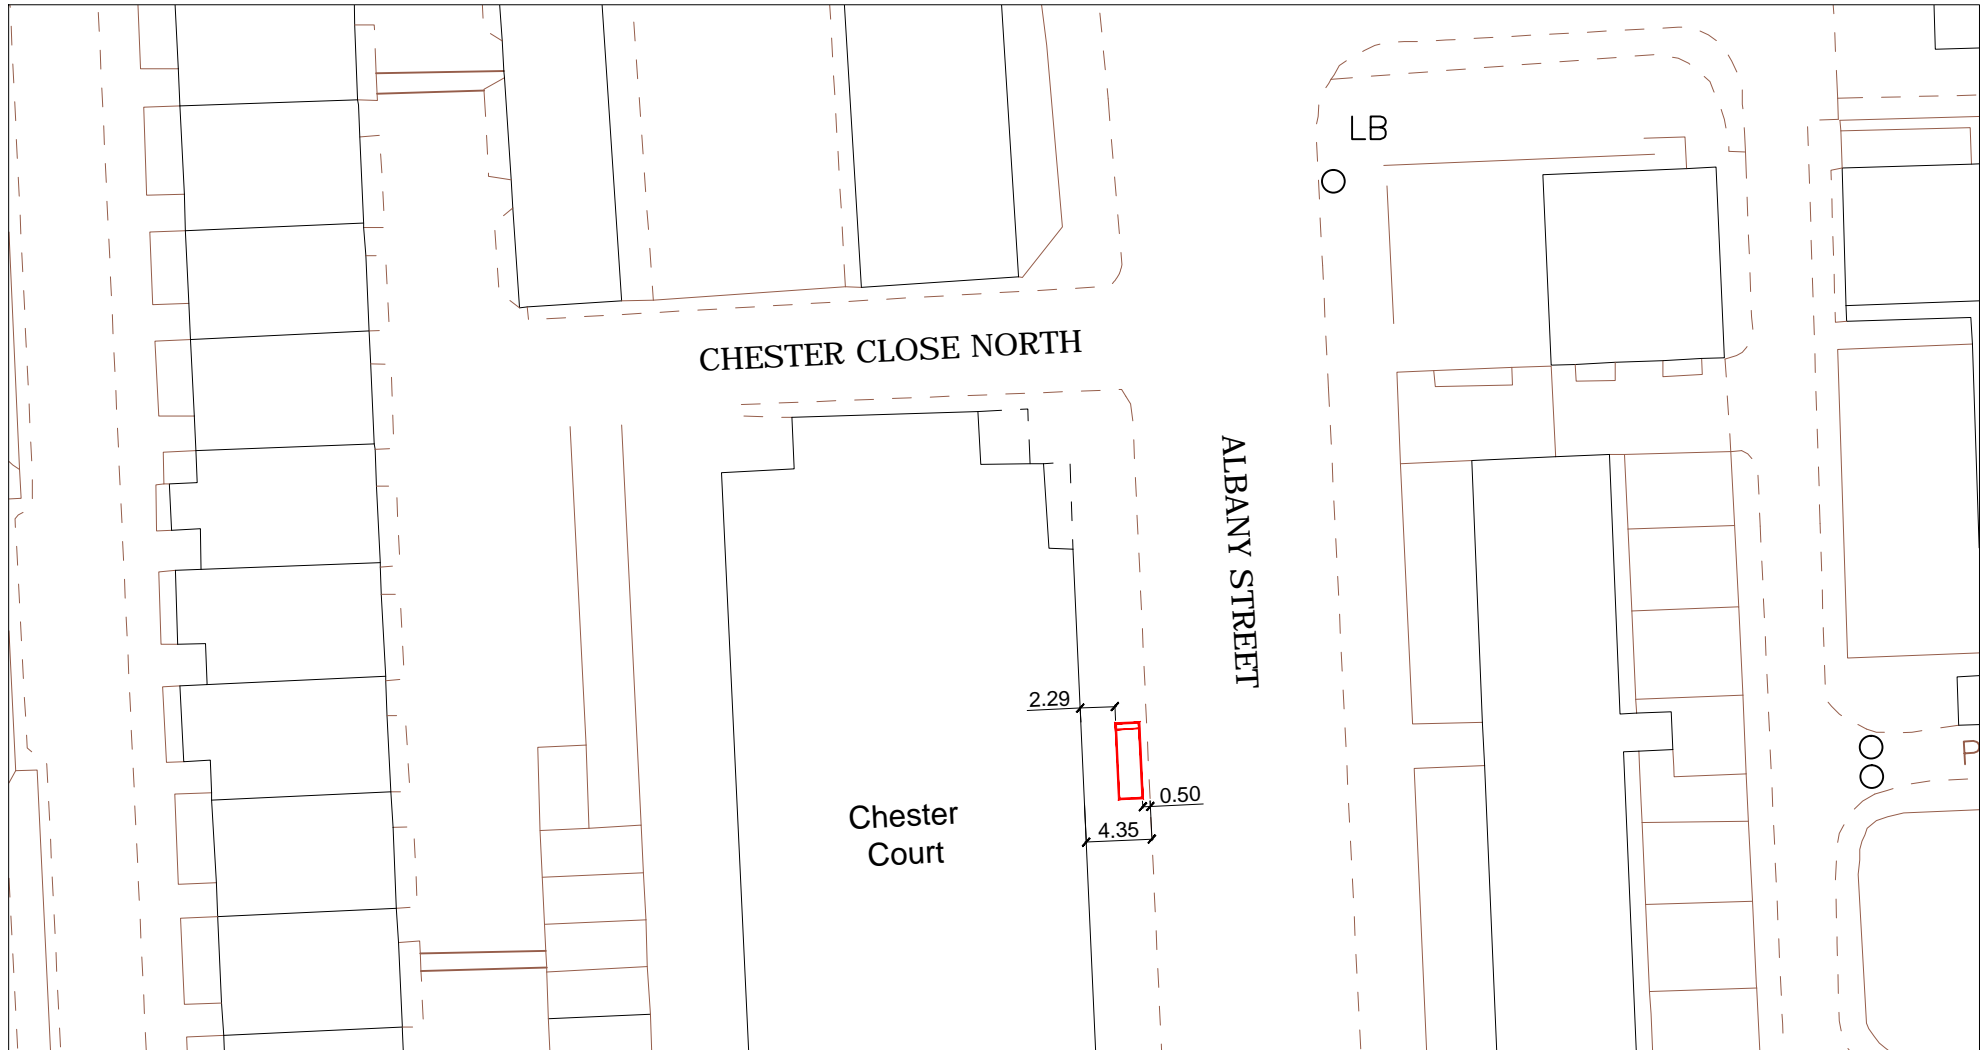 LB
CHESTER CLOSE NORTH
ALBANY STREET
2.29
0.50
4.35
Chester
Court
P